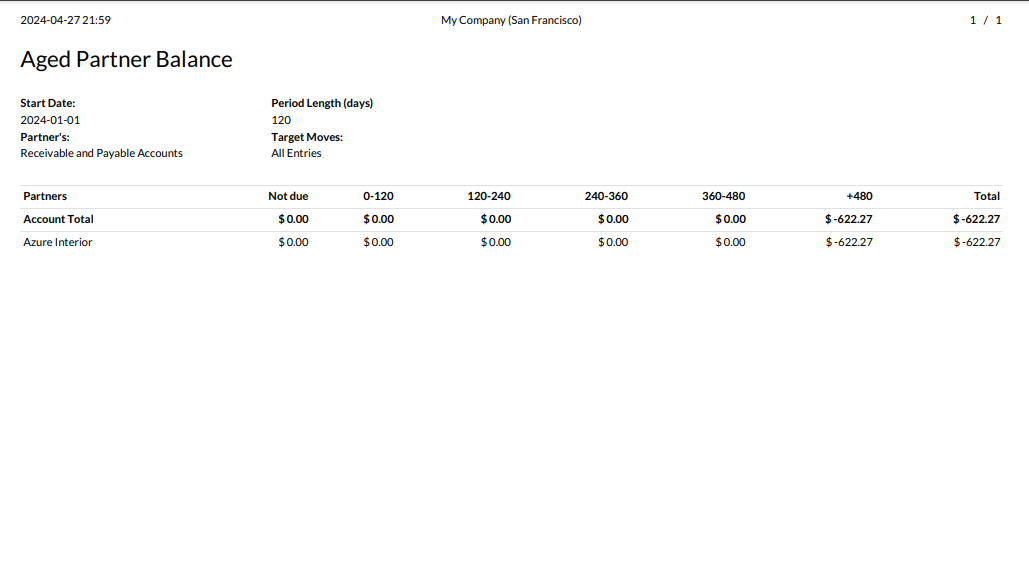 2024-04-27 21:59 My Company (San Francisco) 1 / 1
Aged Partner Balance
Start Date: Period Length (days)
2024-01-01 120
Partner's: Target Moves:
Receivable and Payable Accounts All Entries
Partners Not due 0-120 120-240 240-360 360-480 +480 Total
Account Total $ 0.00 $ 0.00 $ 0.00 $ 0.00 $ 0.00 $ -622.27 $ -622.27
Azure Interior $ 0.00 $ 0.00 $ 0.00 $ 0.00 $ 0.00 $ -622.27 $ -622.27